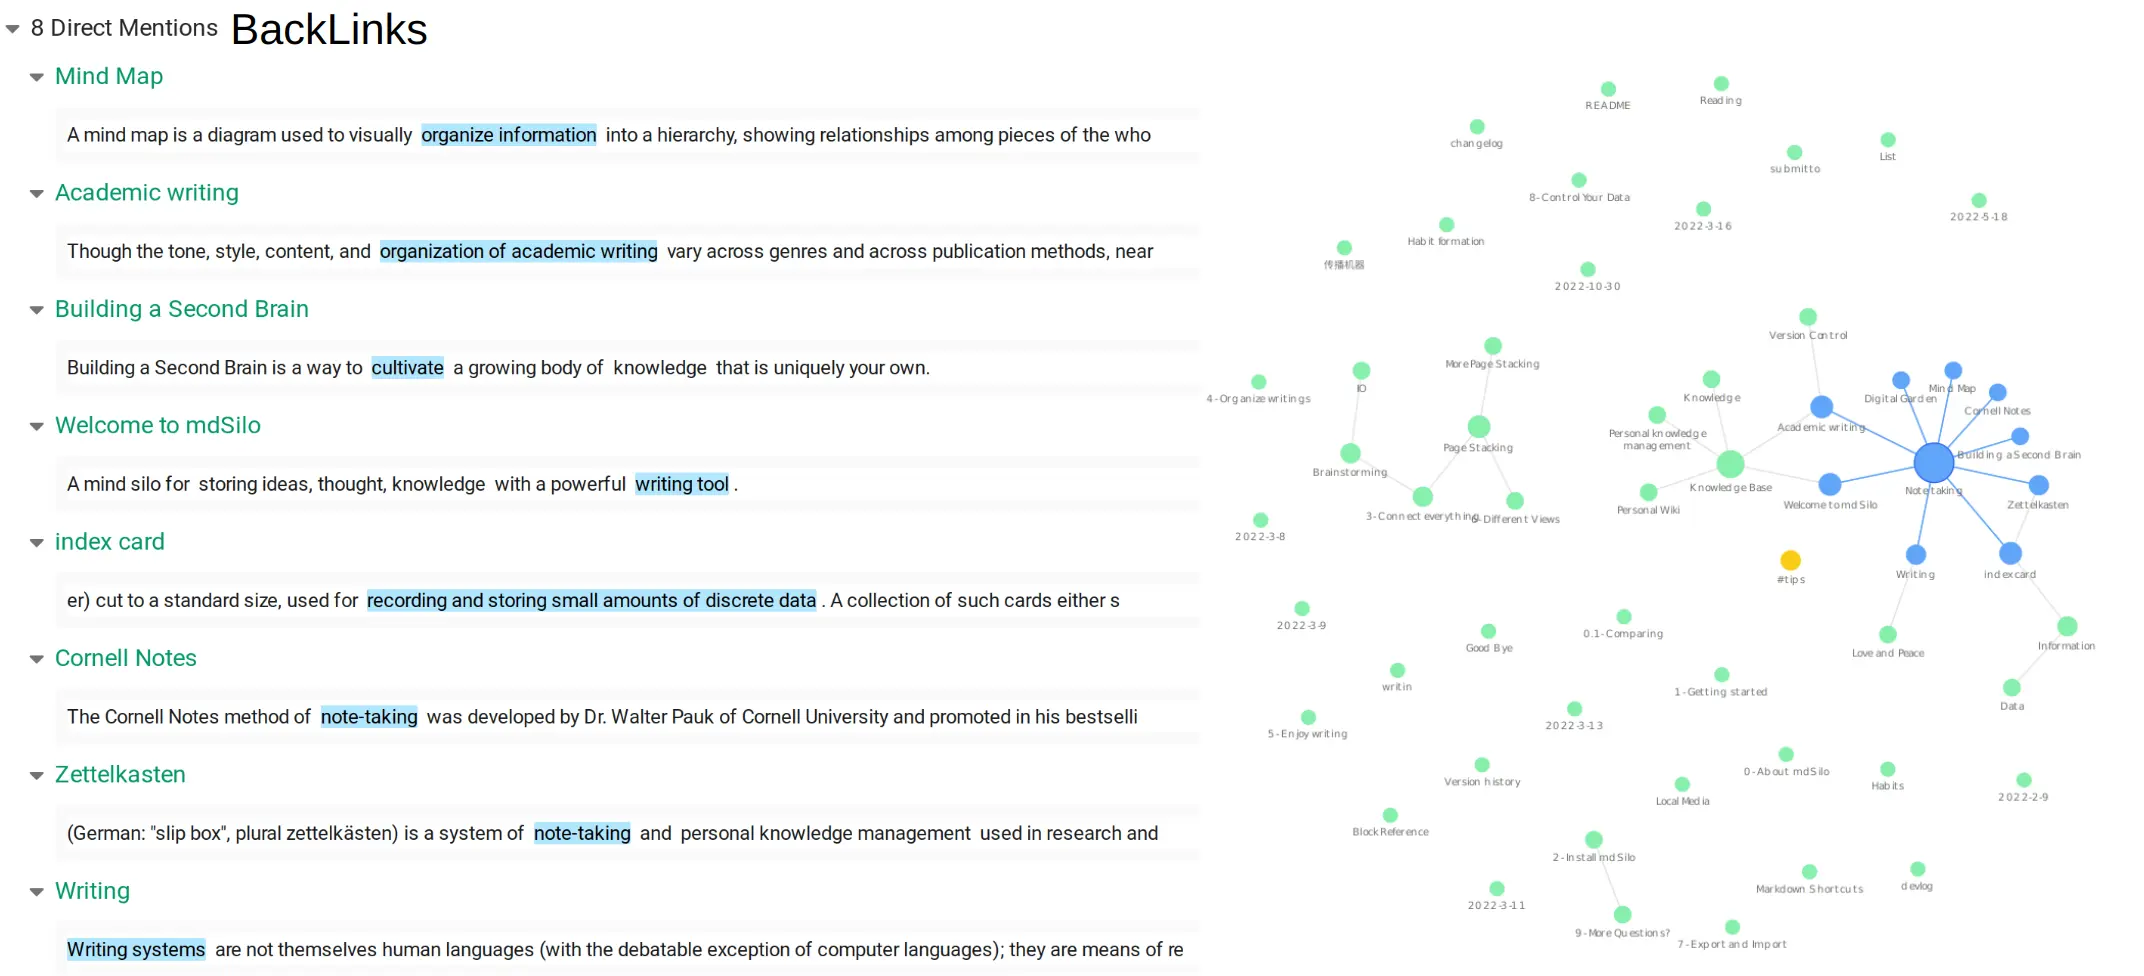 8 Direct Mentions BackLinks
Mind Map
A mind map is a diagram used to visually organize information into a hierarchy, showing relationships among pieces of the who
Academic writing
Though the tone, style, content, and organization of academic writing vary across genres and across publication methods, near
Building a Second Brain
Building a Second Brain is a way to cultivate a growing body of knowledge that is uniquely your own.
Welcome to mdSilo
A mind silo for storing ideas, thought, knowledge with a powerful writing tool .
index card
er) cut to a standard size, used for recording and storing small amounts of discrete data . A collection of such cards either s
Cornell Notes
The Cornell Notes method of note-taking was developed by Dr. Walter Pauk of Cornell University and promoted in his bestselli
Zettelkasten
(German: "slip box", plural zettelkästen) is a system of note-taking and personal knowledge management used in research and
Writing
Writing systems are not themselves human languages (with the debatable exception of computer languages); they are means of re
README
Reading
changelog
List
submitto
8-Control Your Data
2022-3-16
2022-5-18
Habit formation
传播机器
2022-10-30
Version Control
More Page Stacking
IO
4-Organize writings
Knowledge
Digital Garden
Mind Map
Cornell Notes
Personal knowledge
management
Academic writing
Page Stacking
Building a Second Brain
Brainstorming
Knowledge Base
Note taking
Personal Wiki
Welcome to md Silo
Zettelkasten
3-Connect everything
6-Different Views
2022-3-8
#tips
Writing
index card
2022-3-9
0.1-Comparing
Good Bye
Love and Peace
Information
writin
1-Getting started
Data
5-Enjoy writing
2022-3-13
0-About mdSilo
Version history
Habits
2022-2-9
Local Media
Block Reference
2-Install md Silo
Markdown Shortcuts
devlog
2022-3-11
9-More Questions?
7-Export and Import